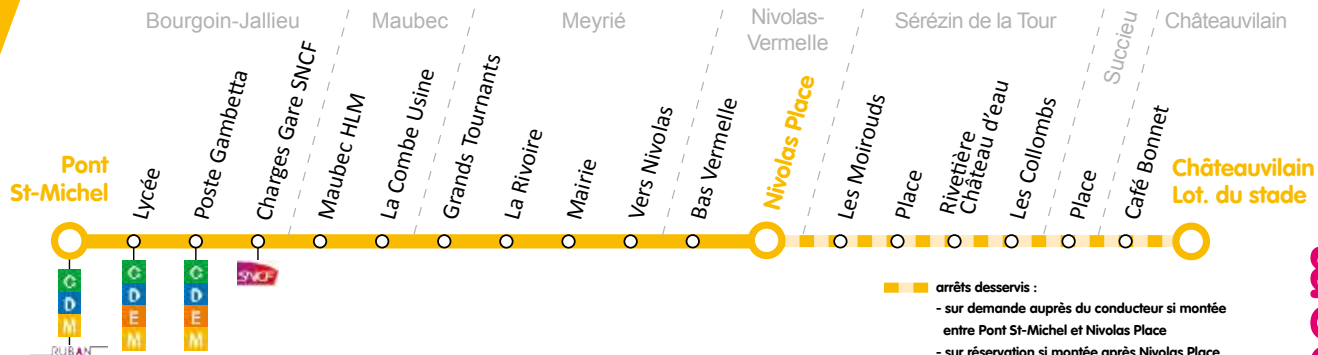 Bourgoin-Jallieu
Maubec
Meyrié
Nivolas-
Vermelle
Sérézin de la Tour
Succieu
Châteauvilain
Pont
St-Michel
Lycée
Poste Gambetta
Charges Gare SNCF
Maubec HLM
La Combe Usine
Grands Tournants
La Rivoire
Mairie
Vers Nivolas
Bas Vermelle
Nivolas Place
Les Moirouds
Place
Rivetière
Château d'eau
Les Collombs
Place
Café Bonnet
Châteauvilain
Lot. du stade
C
D
M
RUBAN
C
D
E
M
C
D
E
M
SNCF
arrêts desservis :
- sur demande auprès du conducteur si montée
entre Pont St-Michel et Nivolas Place
- sur réservation si montée après Nivolas Place